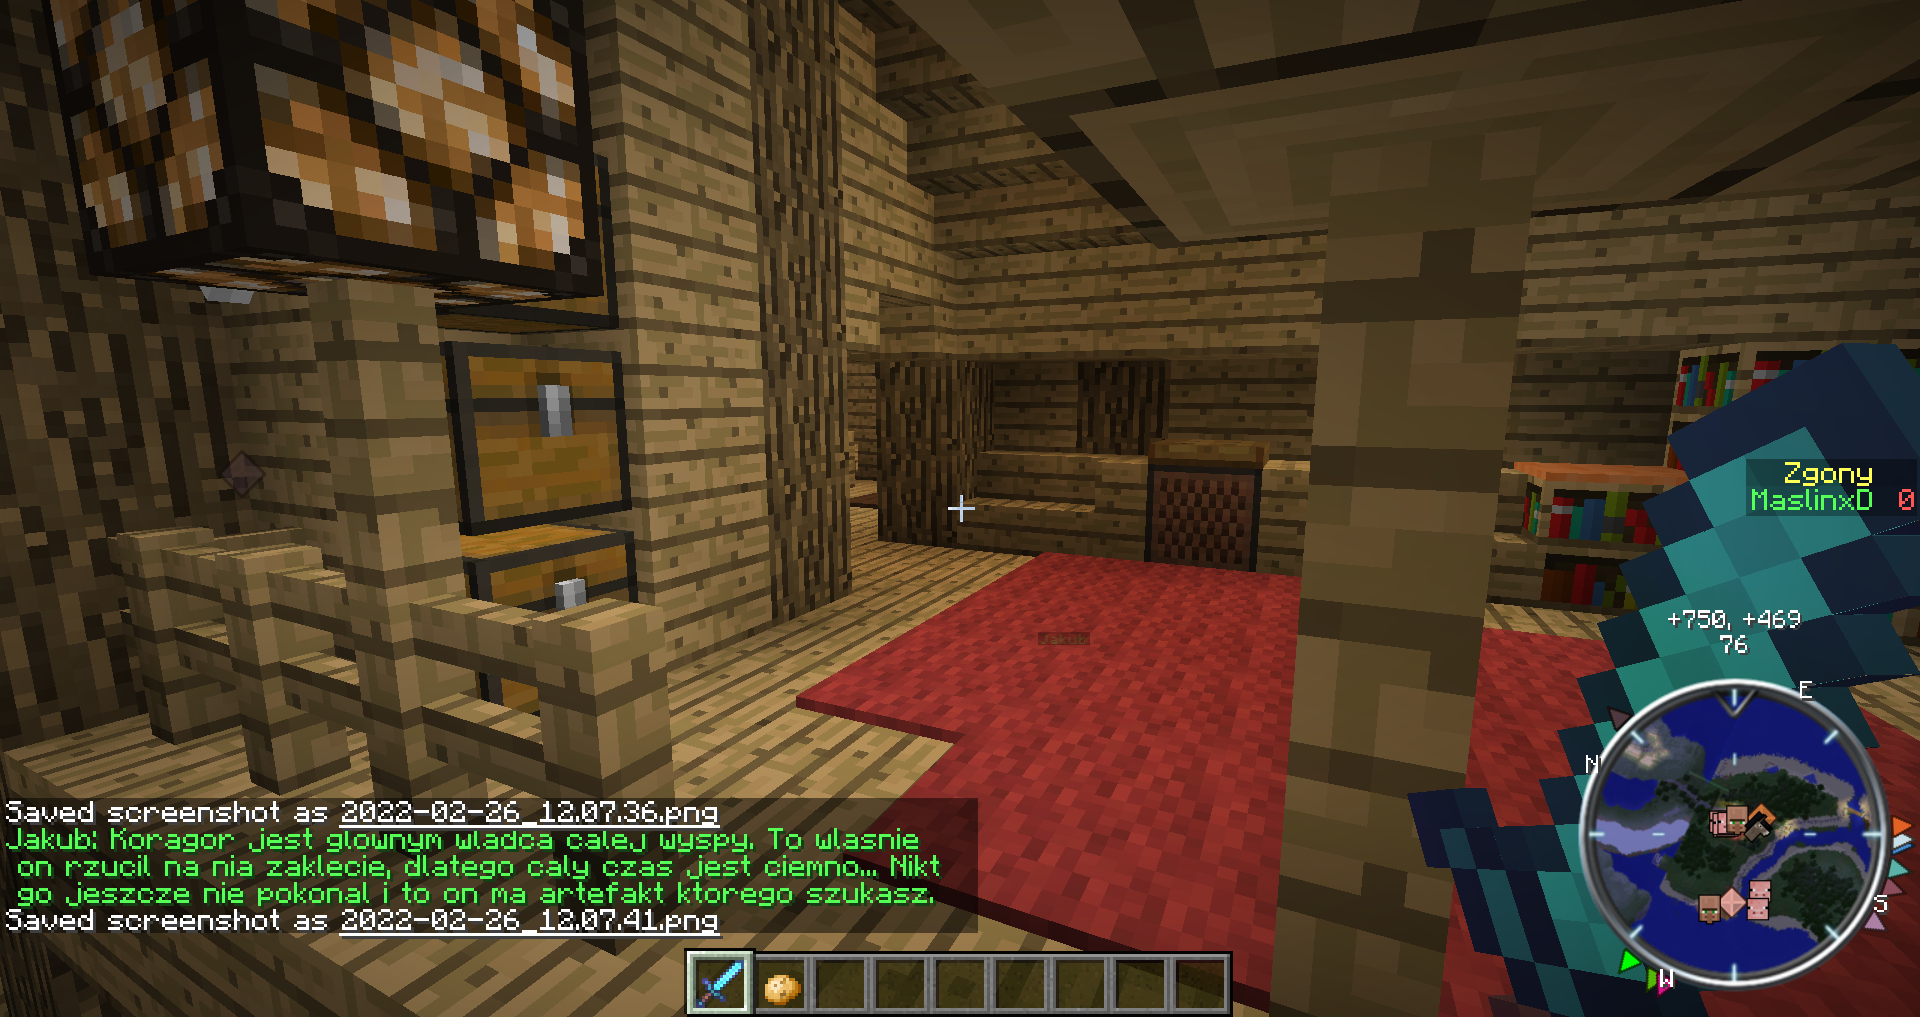 Zgony
MaslinxD 0
Jakub
+750, +469
76
E
N
S
W
Saved screenshot as 2022-02-26_12.07.36.png
Jakub: Koragor jest glownym wladca calej wyspy. To wlasnie
on rzucil na nia zaklecie, dlatego caly czas jest ciemno... Nikt
go jeszcze nie pokonal i to on ma artefakt ktorego szukasz.
Saved screenshot as 2022-02-26_12.07.41.png